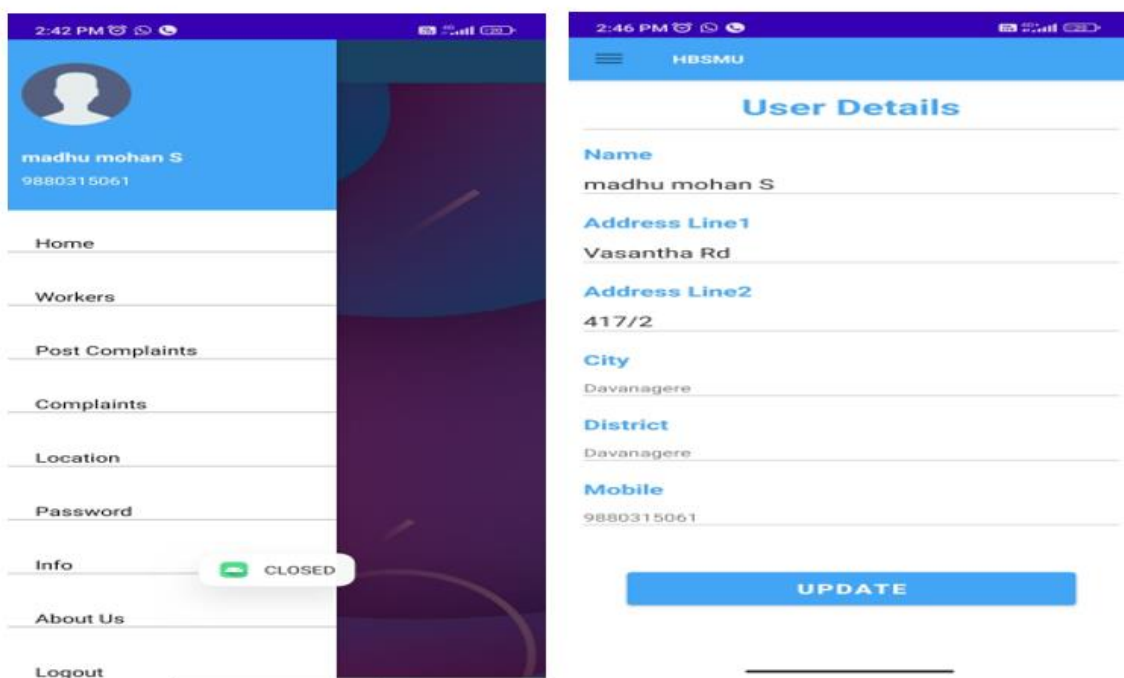 2:42 PM
madhu mohan S
9880315061
Home
Workers
Post Complaints
Complaints
Location
Password
Info
CLOSED
About Us
Logout
2:46 PM
HBSMU
User Details
Name
madhu mohan S
Address Line1
Vasantha Rd
Address Line2
417/2
City
Davanagere
District
Davanagere
Mobile
9880315061
UPDATE